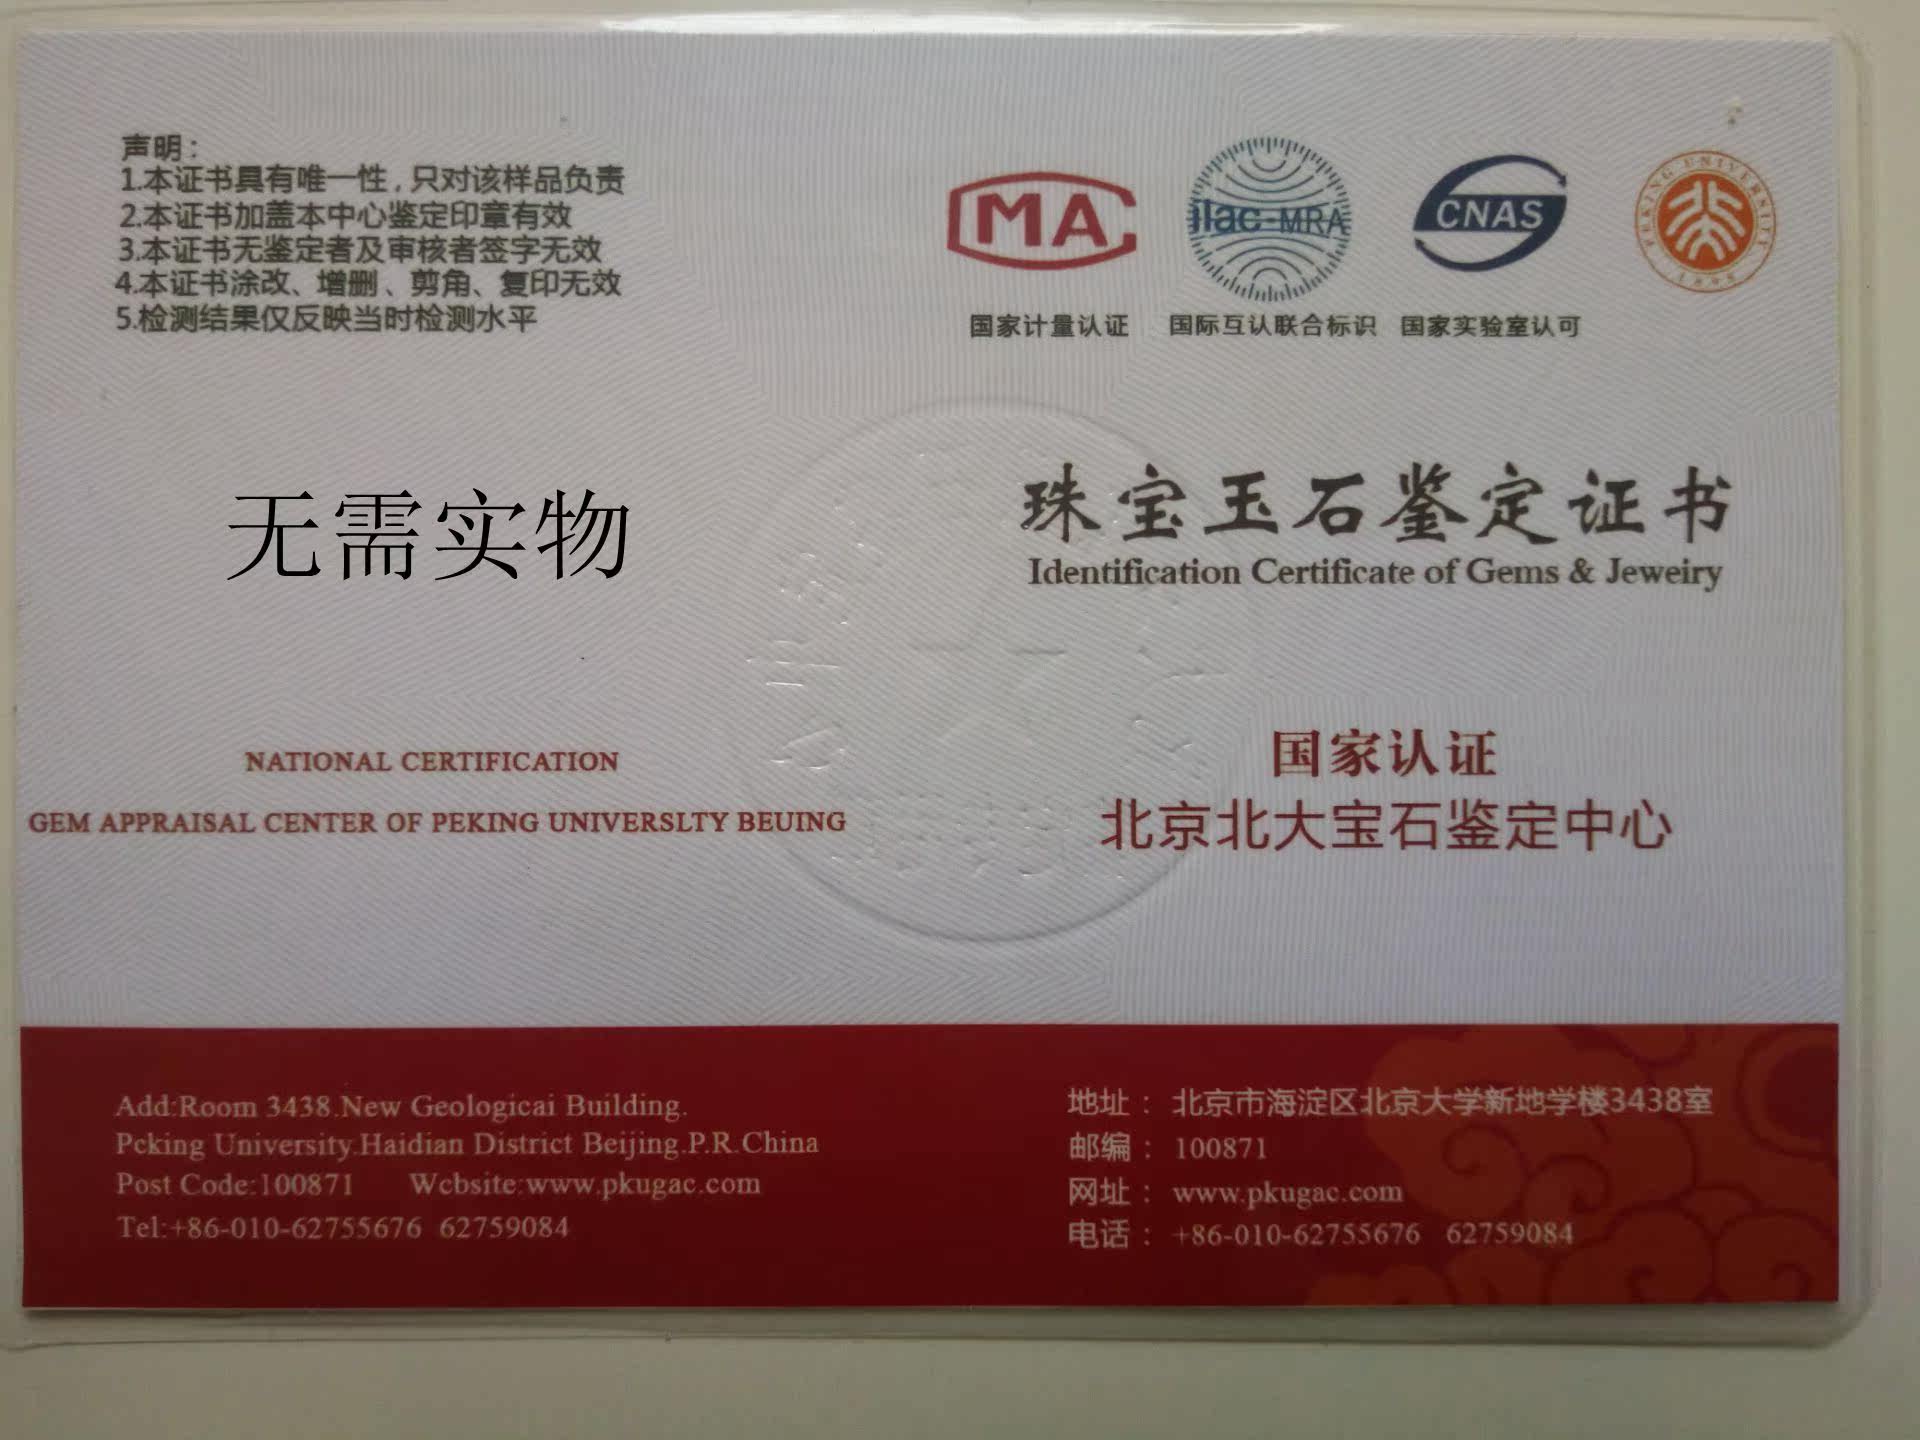 声明：
1.本证书具有唯一性，只对该样品负责
2.本证书加盖本中心鉴定印章有效
3.本证书无鉴定者及审核者签字无效
4.本证书涂改、增删、剪角、复印无效
5.检测结果仅反映当时检测水平
MA
ilac-MRA
CNAS
PEKING UNIVERSITY
1898
国家计量认证
国际互认联合标识
国家实验室认可
无需实物
珠宝玉石鉴定证书
Identification Certificate of Gems & Jeweiry
NATIONAL CERTIFICATION
GEM APPRAISAL CENTER OF PEKING UNIVERSLTY BEUING
国家认证
北京北大宝石鉴定中心
Add:Room 3438.New Geologicai Building.
Pcking University.Haidian District Beijing.P.R.China
Post Code:100871 Wcbsite:www.pkugac.com
Tel:+86-010-62755676 62759084
地址： 北京市海淀区北京大学新地学楼3438室
邮编： 100871
网址： www.pkugac.com
电话： +86-010-62755676 62759084